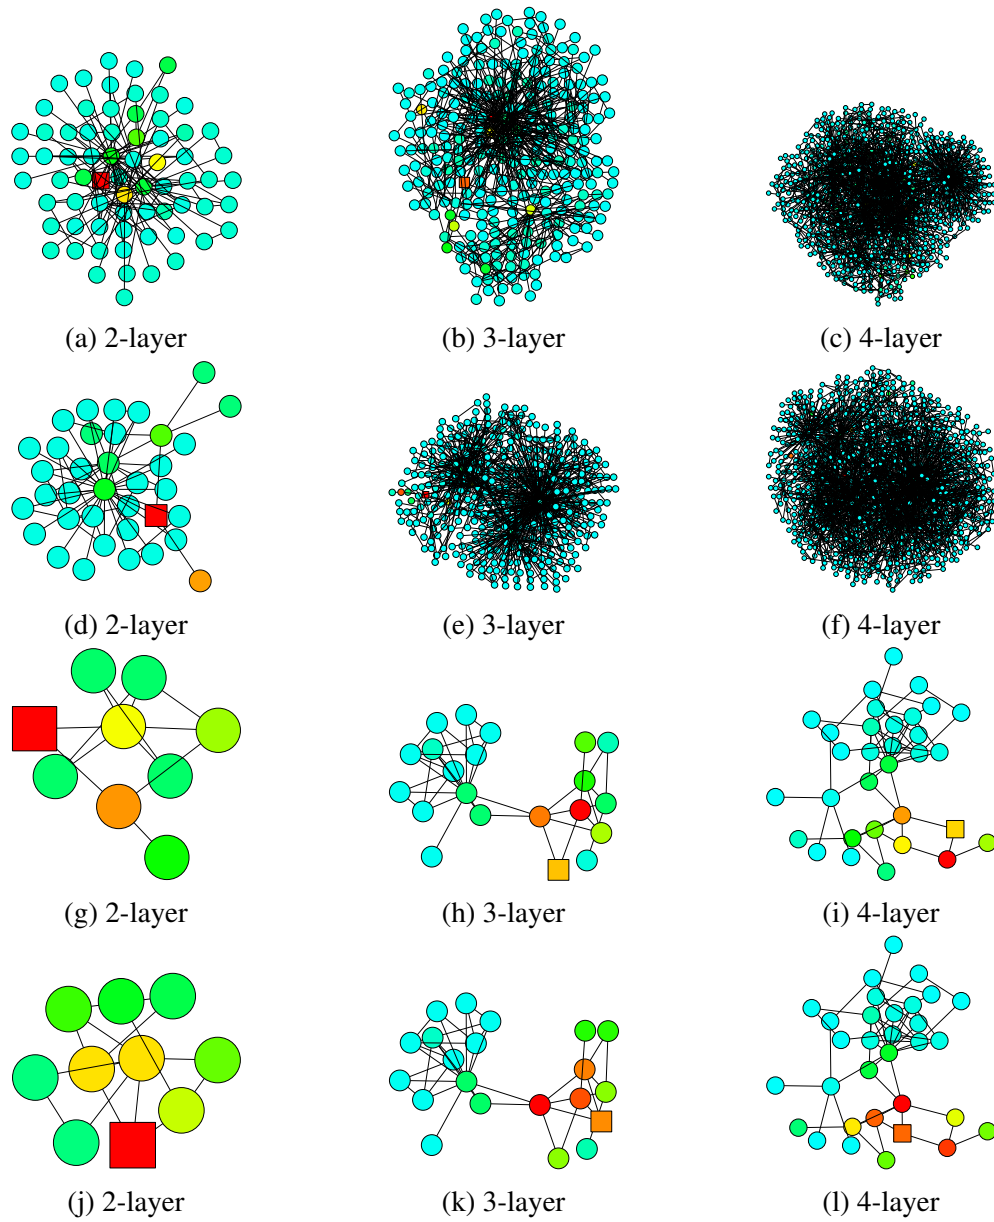 (a) 2-layer
(b) 3-layer
(c) 4-layer
(d) 2-layer
(e) 3-layer
(f) 4-layer
(g) 2-layer
(h) 3-layer
(i) 4-layer
(j) 2-layer
(k) 3-layer
(l) 4-layer